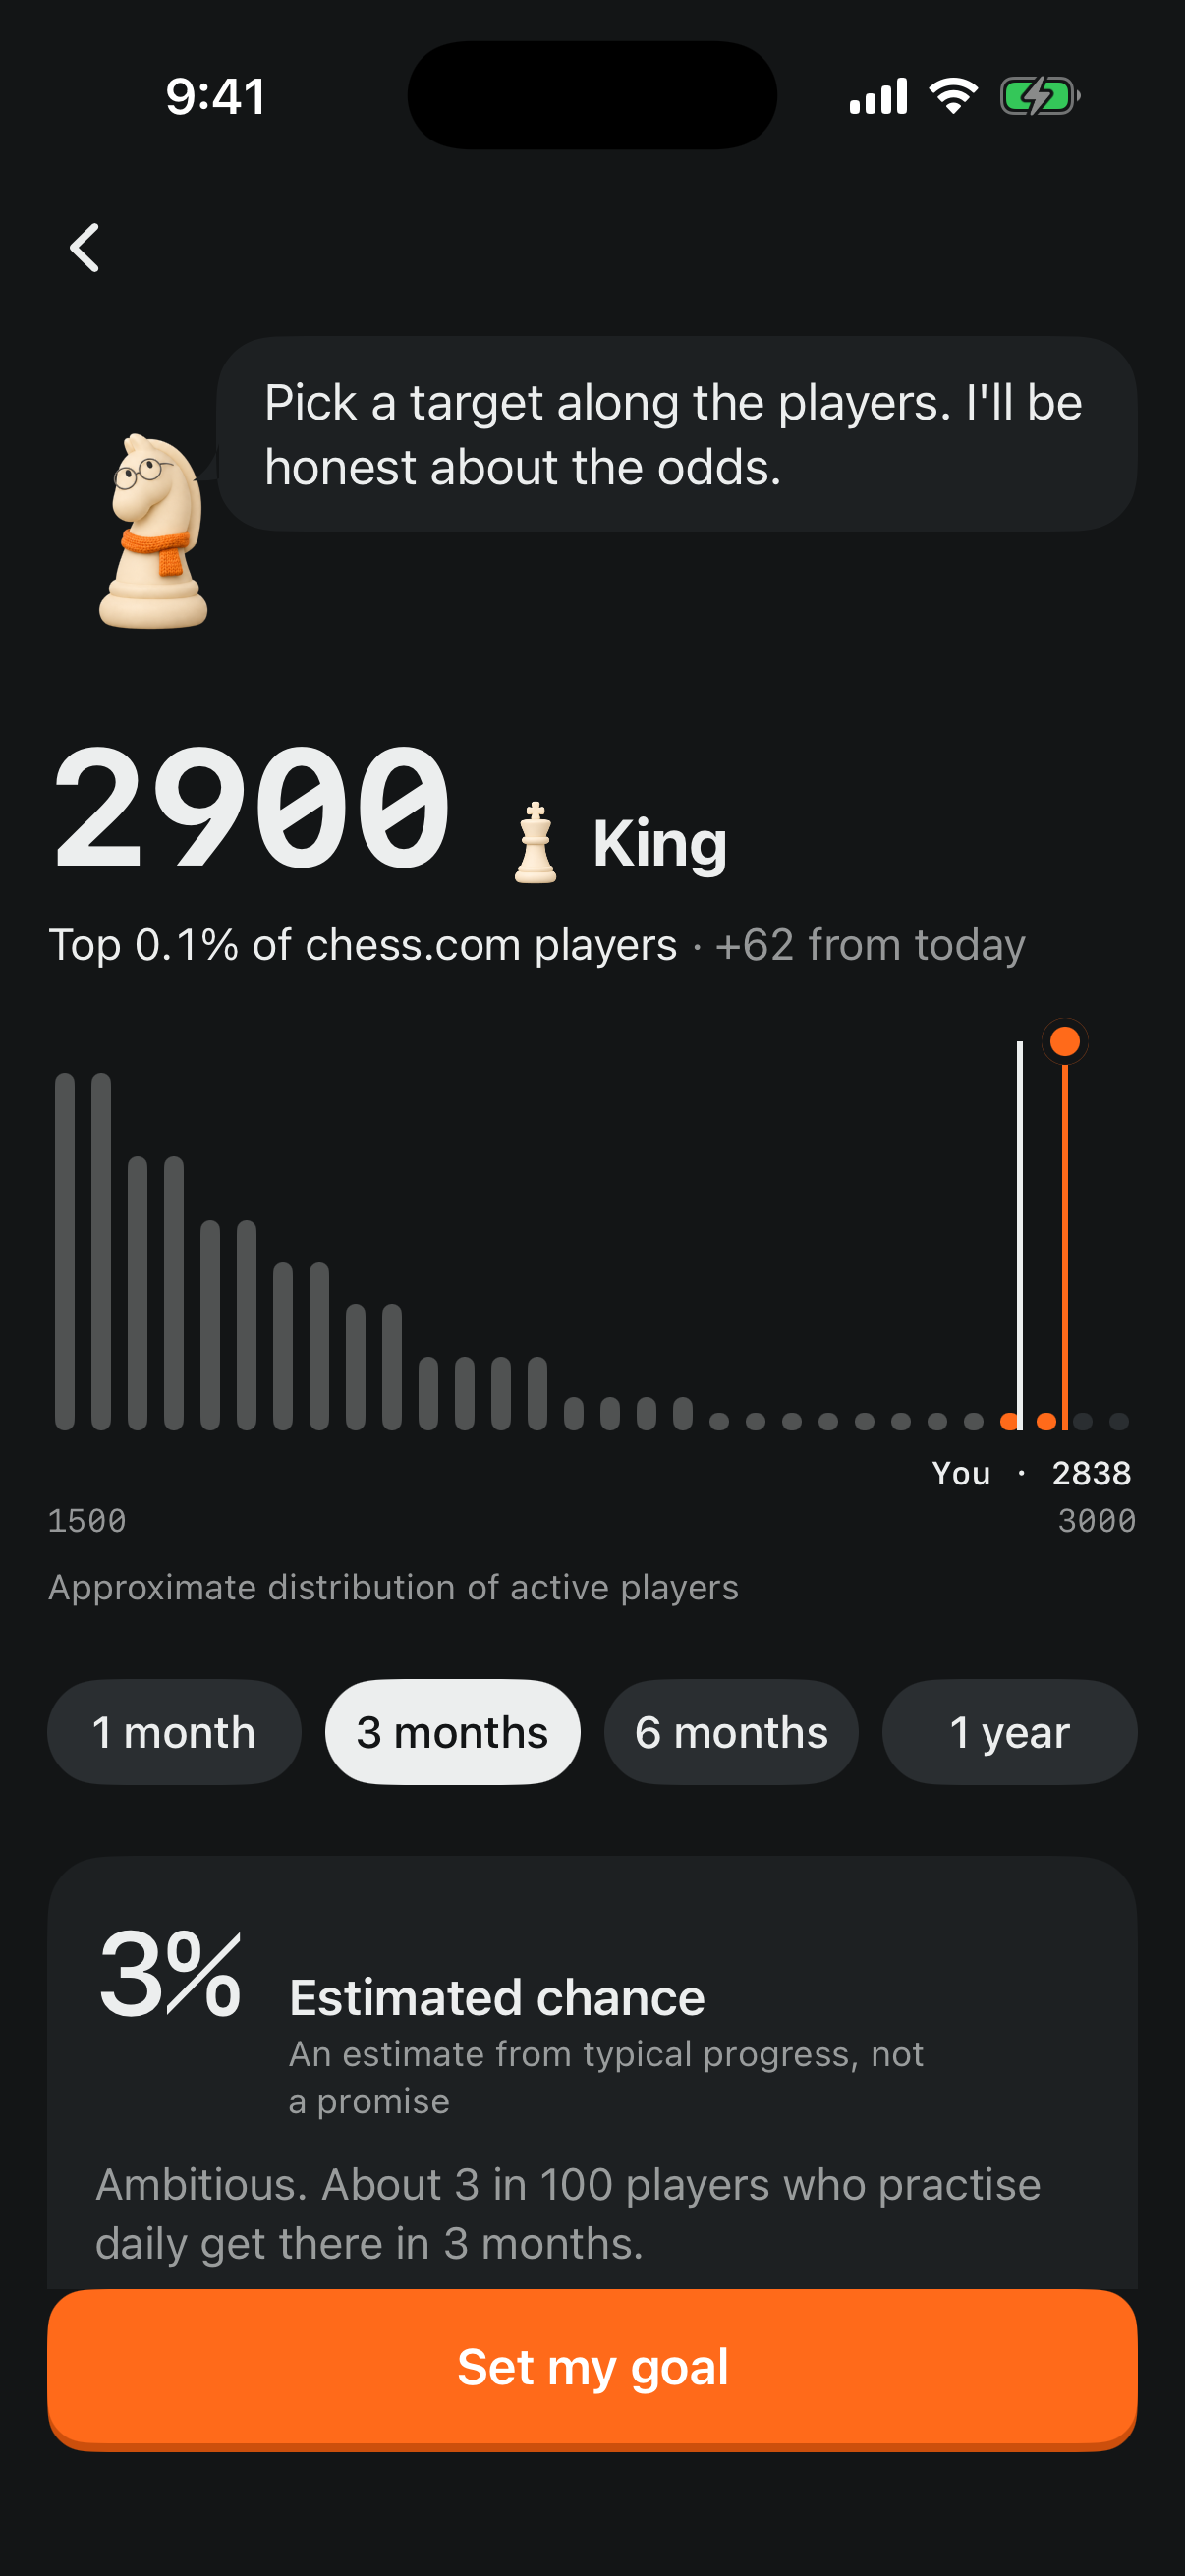 9:41
Pick a target along the players. I'll be
honest about the odds.
2900 King
Top 0.1% of chess.com players · +62 from today
You · 2838
1500 3000
Approximate distribution of active players
1 month 3 months 6 months 1 year
3% Estimated chance
An estimate from typical progress, not
a promise
Ambitious. About 3 in 100 players who practise
daily get there in 3 months.
Set my goal